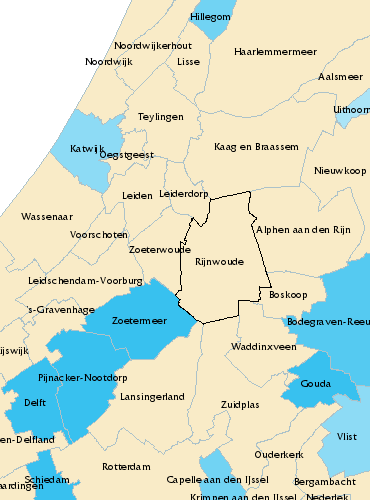 Hillegom
Noordwijkerhout
Haarlemmermeer
Noordwijk
Lisse
Aalsmeer
Uithoorn
Teylingen
Katwijk
Oegstgeest
Kaag en Braassem
Nieuwkoop
Leiden
Leiderdorp
Wassenaar
Voorschoten
Alphen aan den Rijn
Zoeterwoude
Rijnwoude
Leidschendam-Voorburg
Boskoop
's-Gravenhage
Zoetermeer
Bodegraven-Reeu
ijswijk
Waddinxveen
Pijnacker-Nootdorp
Gouda
Delft
Lansingerland
Zuidplas
Vlist
en-Delfland
Ouderkerk
Rotterdam
Schiedam
Capelle aan den IJssel
Bergambacht
aardingen
Krimpen aan den IJssel
Nederlek